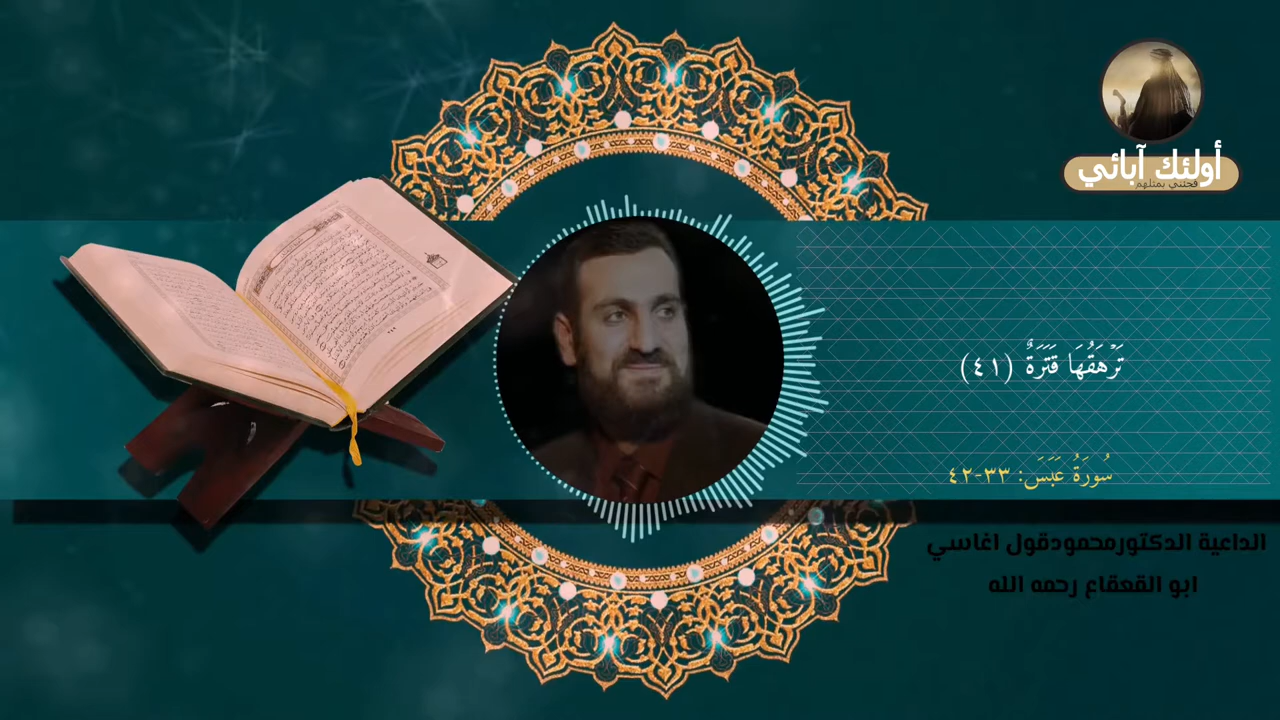 أولئك آبائي
فجئني بمثلهم
تَرْهَقُهَا قَتَرَةٌ (٤١)
سُورَةُ عَبَسَ: ٣٣-٤٢
الداعية الدكتورمحمودقول اغاسي
ابو القعقاع رحمه الله